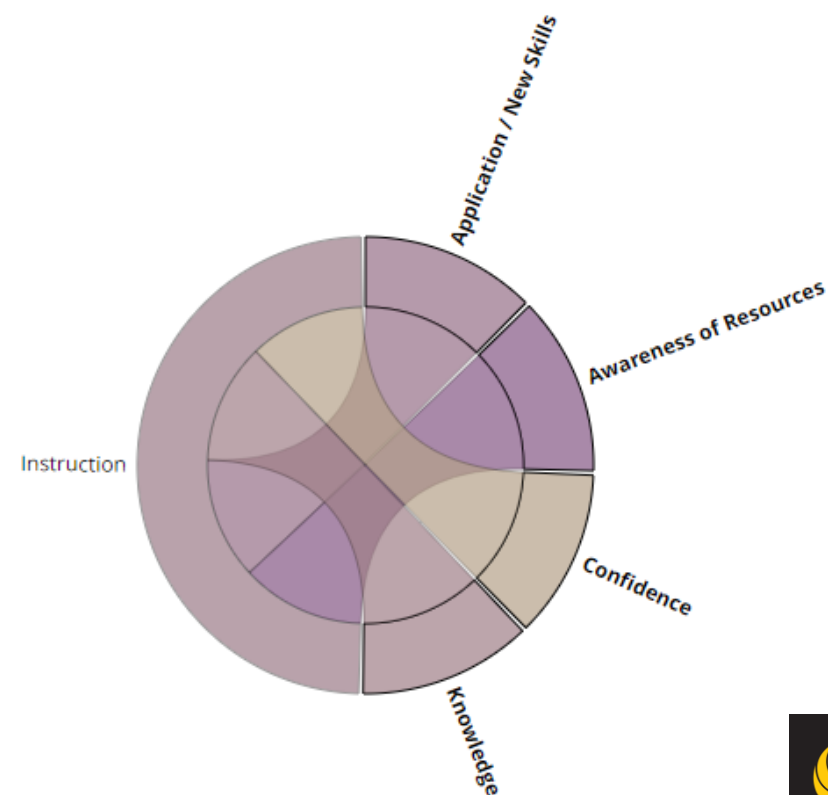 Application / New Skills
Awareness of Resources
Instruction
Confidence
Knowledge